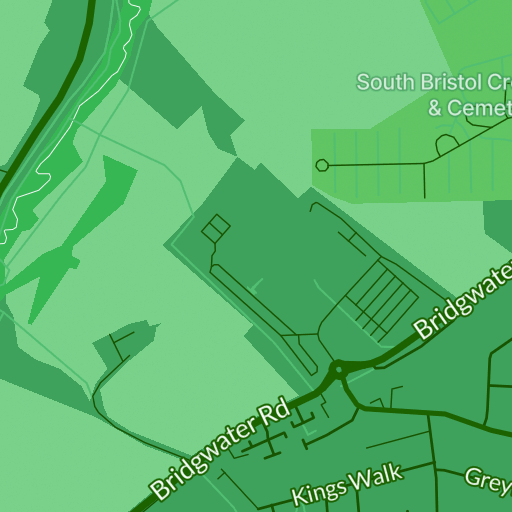 South Bristol Cr
& Cemet
Bridgwater
Bridgwater Rd
Kings Walk
Grey